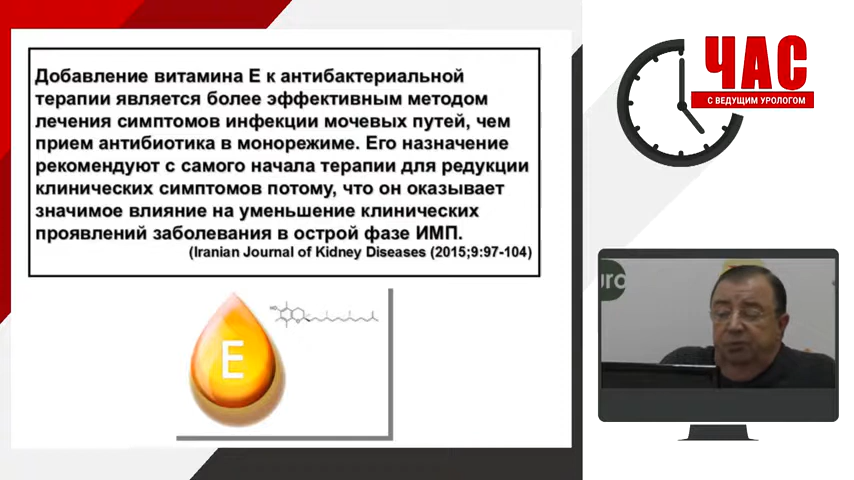 Добавление витамина Е к антибактериальной
терапии является более эффективным методом
лечения симптомов инфекции мочевых путей, чем
прием антибиотика в монорежиме. Его назначение
рекомендуют с самого начала терапии для редукции
клинических симптомов потому, что он оказывает
значимое влияние на уменьшение клинических
проявлений заболевания в острой фазе ИМП.
(Iranian Journal of Kidney Diseases (2015;9:97-104)
HO
E
ЧАС
С ВЕДУЩИМ УРОЛОГОМ
uro